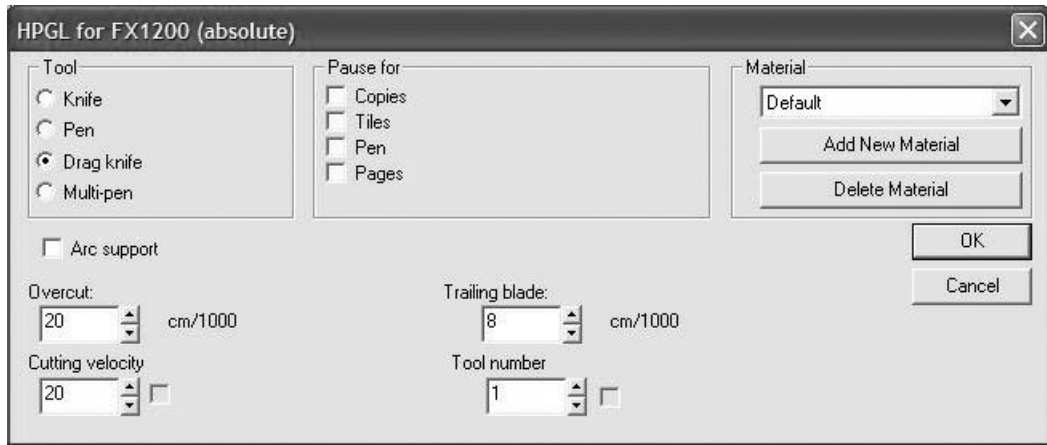 HPGL for FX1200 (absolute)
Tool
Knife
Pen
Drag knife
Multi-pen
Pause for
Copies
Tiles
Pen
Pages
Material
Default
Add New Material
Delete Material
OK
Cancel
Arc support
Overcut:
20 cm/1000
Trailing blade:
8 cm/1000
Cutting velocity
20
Tool number
1